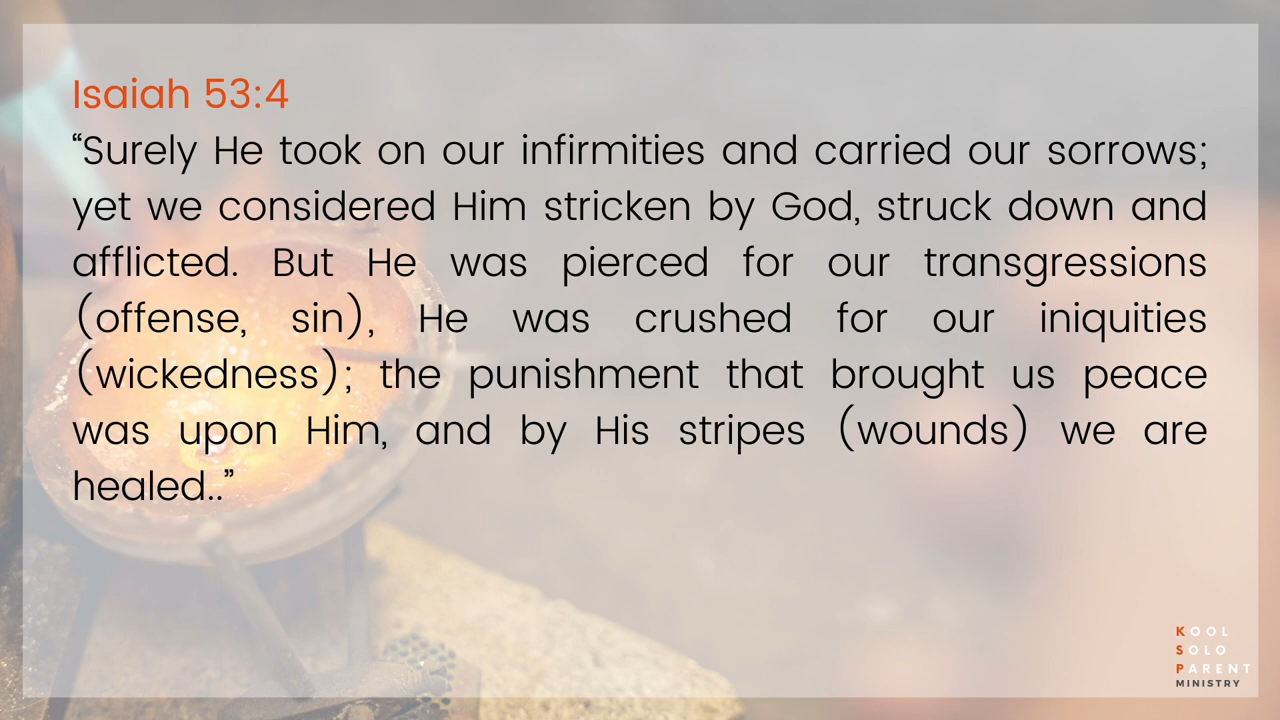 Isaiah 53:4
“Surely He took on our infirmities and carried our sorrows;
yet we considered Him stricken by God, struck down and
afflicted. But He was pierced for our transgressions
(offense, sin), He was crushed for our iniquities
(wickedness); the punishment that brought us peace
was upon Him, and by His stripes (wounds) we are
healed..”
KOOL
SOLO
PARENT
MINISTRY